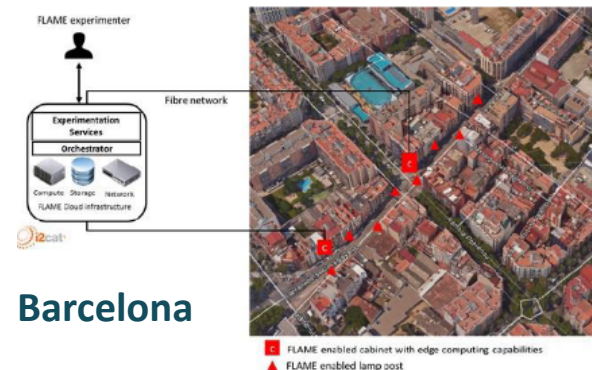 FLAME experimenter
Fibre network
Experimentation
Services
Orchestrator
Compute Storage Network
FLAME Cloud Infrastructure
i2cat
Barcelona
C
C
C FLAME enabled cabinet with edge computing capabilities
FLAME enabled lamp post